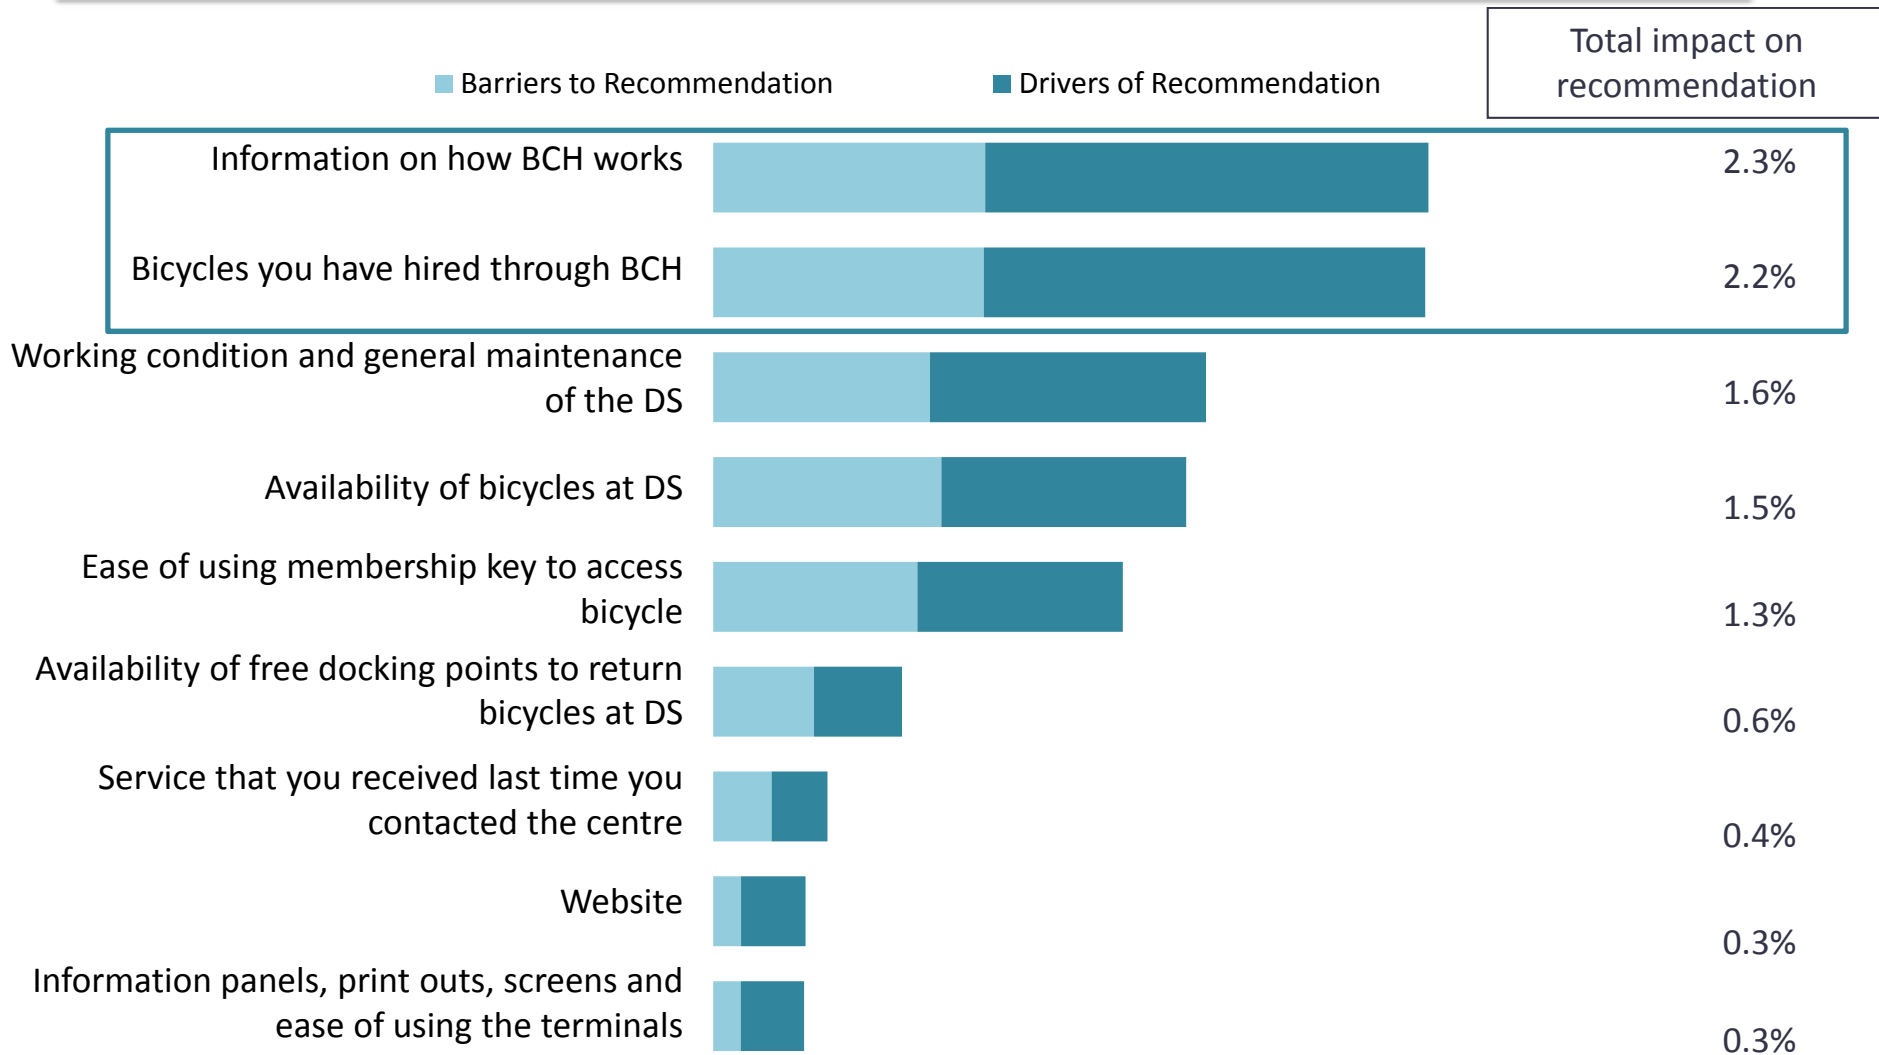 Total impact on
recommendation
Barriers to Recommendation
Drivers of Recommendation
Information on how BCH works
2.3%
Bicycles you have hired through BCH
2.2%
Working condition and general maintenance
of the DS
1.6%
Availability of bicycles at DS
1.5%
Ease of using membership key to access
bicycle
1.3%
Availability of free docking points to return
bicycles at DS
0.6%
Service that you received last time you
contacted the centre
0.4%
Website
0.3%
Information panels, print outs, screens and
ease of using the terminals
0.3%